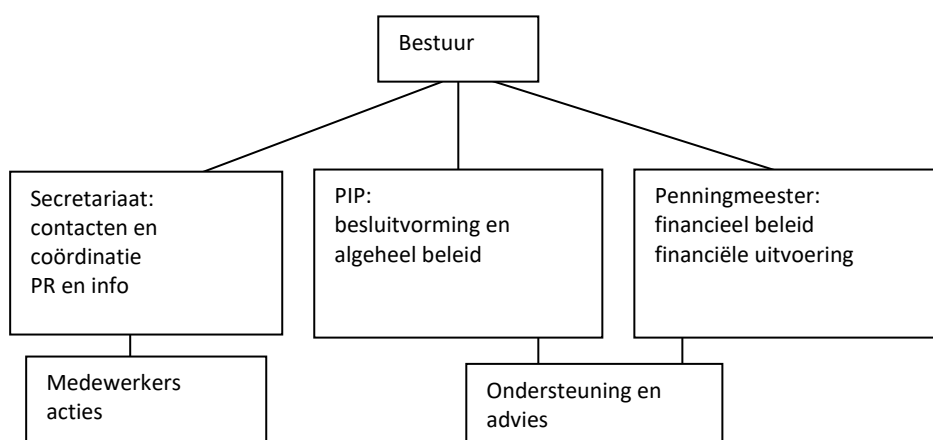 Bestuur
Secretariaat:
contacten en
coördinatie
PR en info
PIP:
besluitvorming en
algeheel beleid
Penningmeester:
financieel beleid
financiële uitvoering
Medewerkers
acties
Ondersteuning en
advies